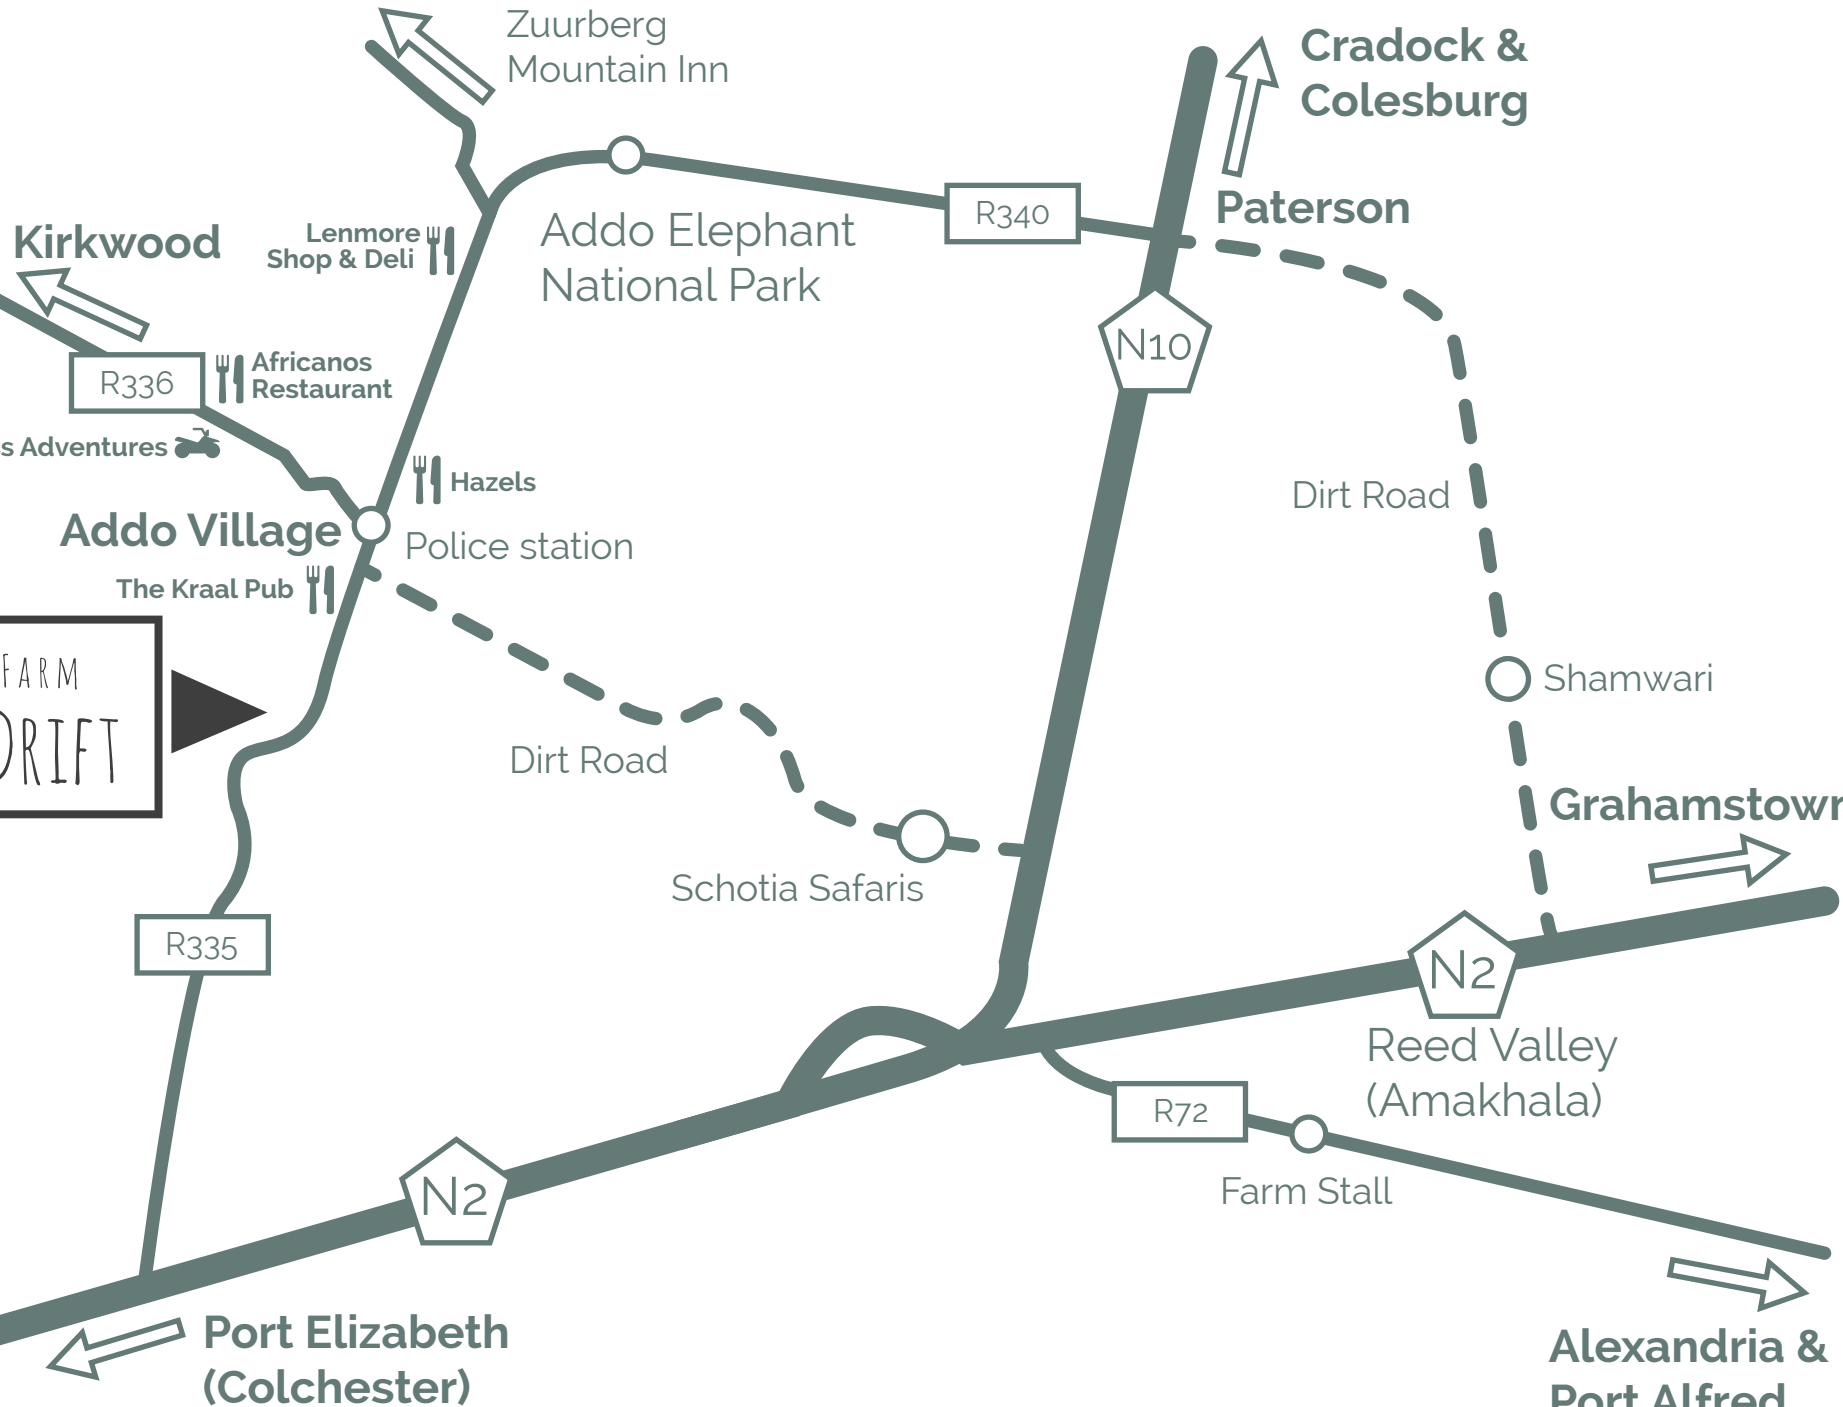 Zuurberg
Mountain Inn
Cradock &
Colesburg
Paterson
R340
Addo Elephant
National Park
Lenmore
Shop & Deli
Kirkwood
R336
Africanos
Restaurant
Adventures
Hazels
Addo Village
Police station
The Kraal Pub
N10
Dirt Road
FARM
DRIFT
Dirt Road
Shamwari
Schotia Safaris
Grahamstown
R335
N2
Reed Valley
(Amakhala)
R72
Farm Stall
N2
Port Elizabeth
(Colchester)
Alexandria &
Port Alfred